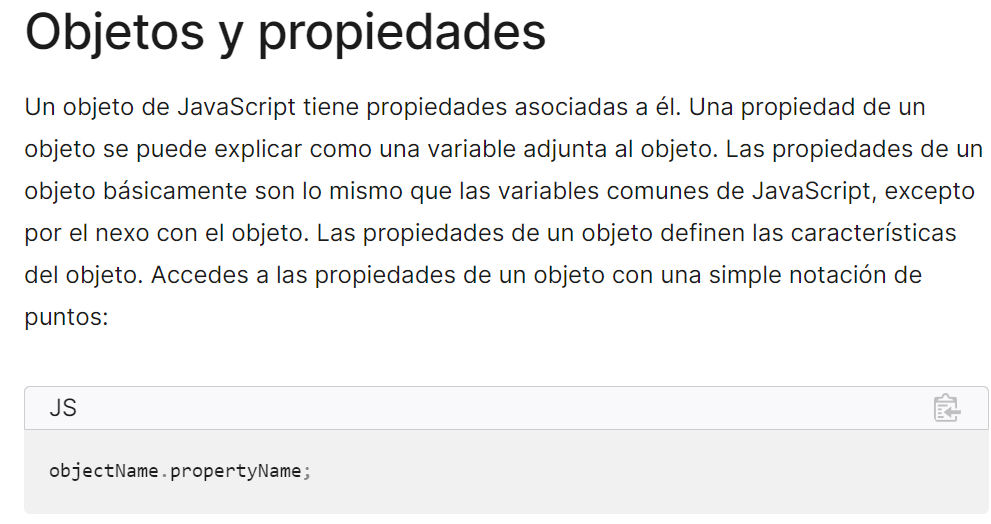 Objetos y propiedades
Un objeto de JavaScript tiene propiedades asociadas a él. Una propiedad de un
objeto se puede explicar como una variable adjunta al objeto. Las propiedades de un
objeto básicamente son lo mismo que las variables comunes de JavaScript, excepto
por el nexo con el objeto. Las propiedades de un objeto definen las características
del objeto. Accedes a las propiedades de un objeto con una simple notación de
puntos:
JS
objectName.propertyName;